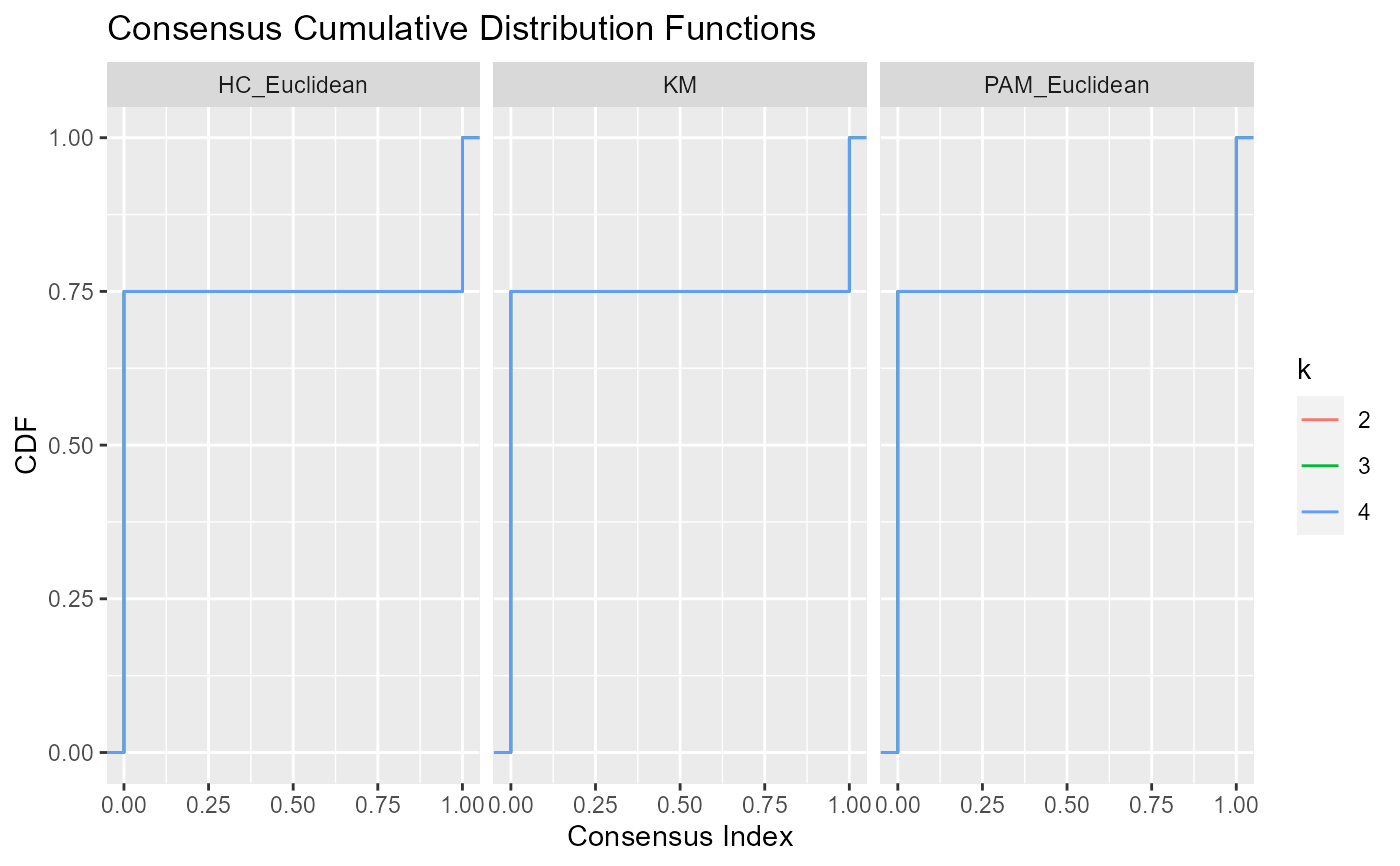 Consensus Cumulative Distribution Functions
HC_Euclidean KM PAM_Euclidean
1.00
0.75
0.50
0.25
0.00
CDF
0.00 0.25 0.50 0.75 1.00 0.00 0.25 0.50 0.75 1.00 0.00 0.25 0.50 0.75 1.00
Consensus Index
k
2
3
4